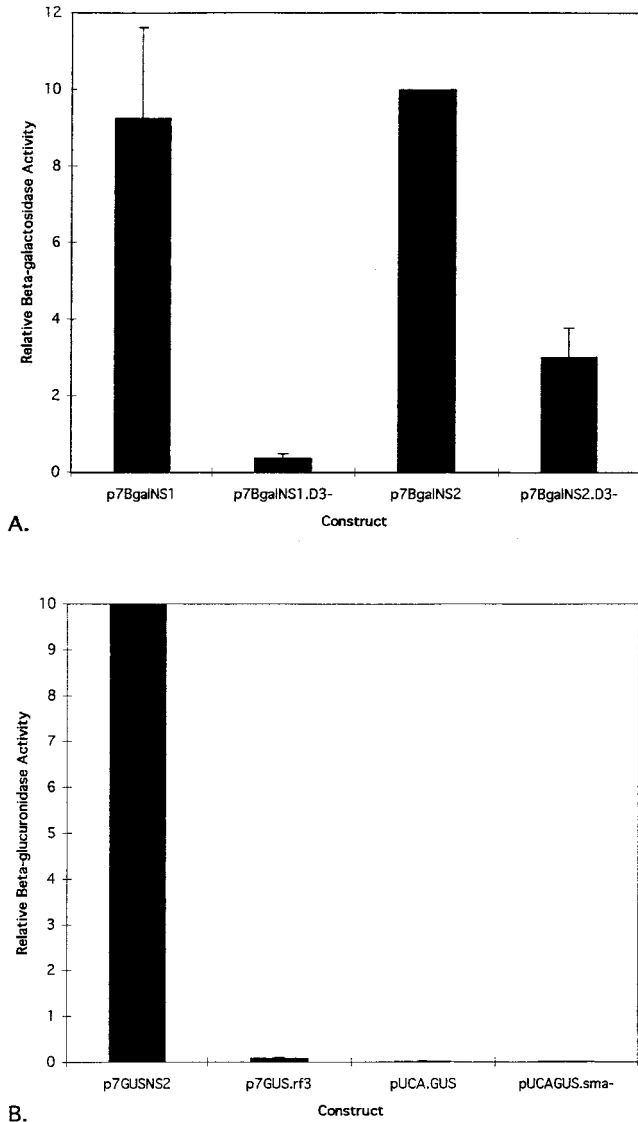 12
10
8
6
4
2
0
Relative Beta-galactosidase Activity
p7BgalNS1
p7BgalNS1.D3-
p7BgalNS2
p7BgalNS2.D3-
Construct
A.
10
9
8
7
6
5
4
3
2
1
0
Relative Beta-glucuronidase Activity
p7GUSNS2
p7GUS.rf3
pUCA.GUS
pUCAGUS.sma-
Construct
B.